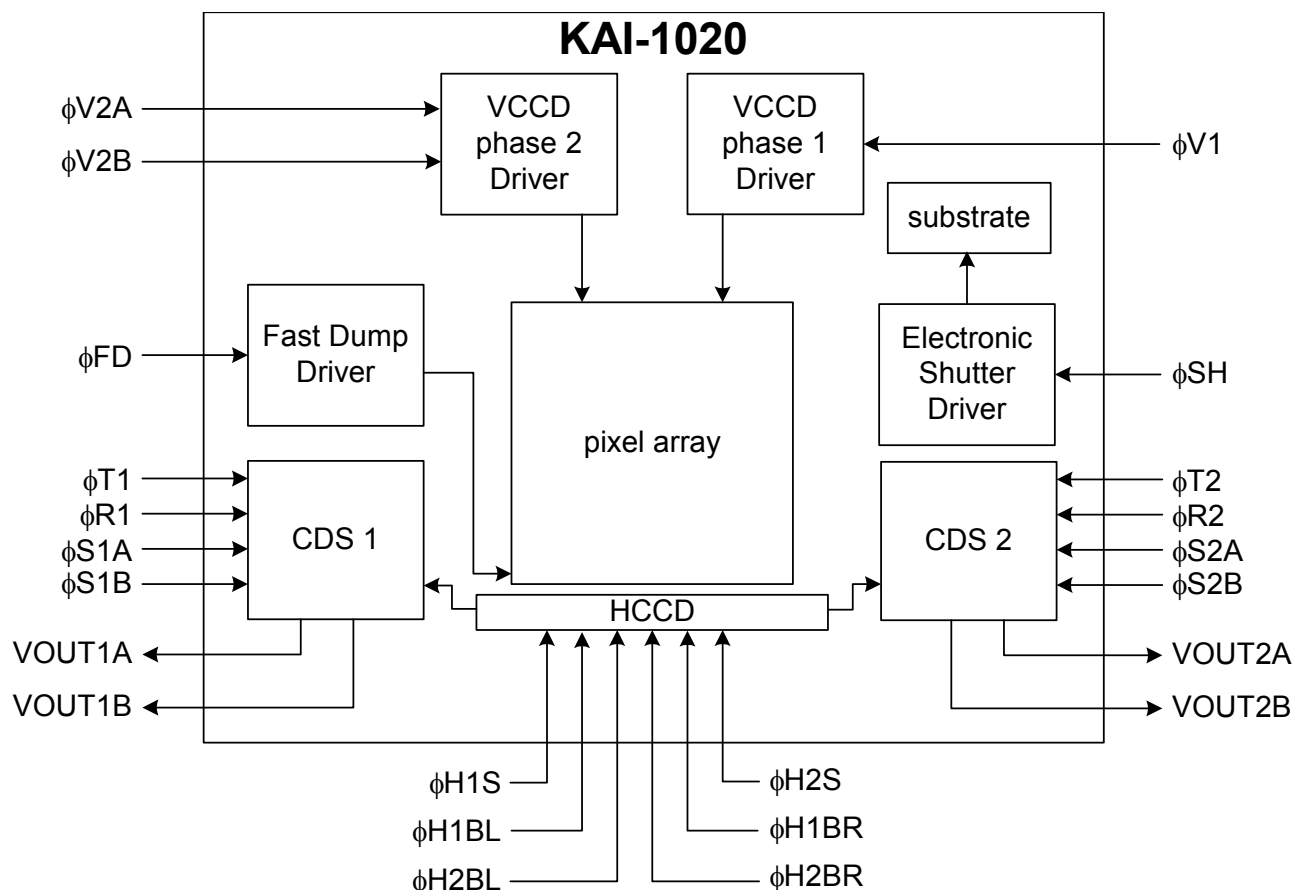 KAI-1020
ϕV2A
ϕV2B
VCCD
phase 2
Driver
VCCD
phase 1
Driver
ϕV1
substrate
ϕFD
Fast Dump
Driver
pixel array
Electronic
Shutter
Driver
ϕSH
ϕT1
ϕR1
ϕS1A
ϕS1B
CDS 1
CDS 2
ϕT2
ϕR2
ϕS2A
ϕS2B
HCCD
VOUT1A
VOUT1B
VOUT2A
VOUT2B
ϕH1S
ϕH1BL
ϕH2BL
ϕH2S
ϕH1BR
ϕH2BR